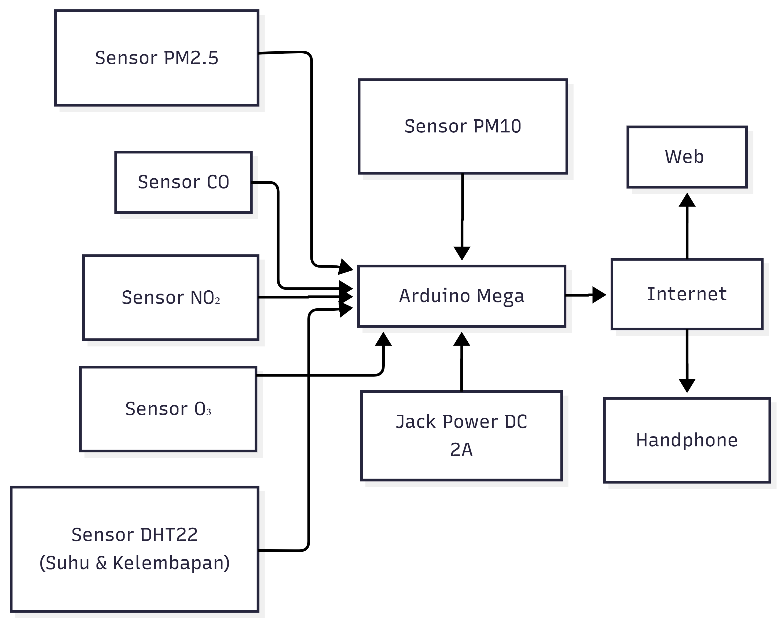 Sensor PM2.5
Sensor PM10
Web
Sensor CO
Sensor NO₂
Arduino Mega
Internet
Sensor O₃
Jack Power DC
2A
Handphone
Sensor DHT22
(Suhu & Kelembapan)